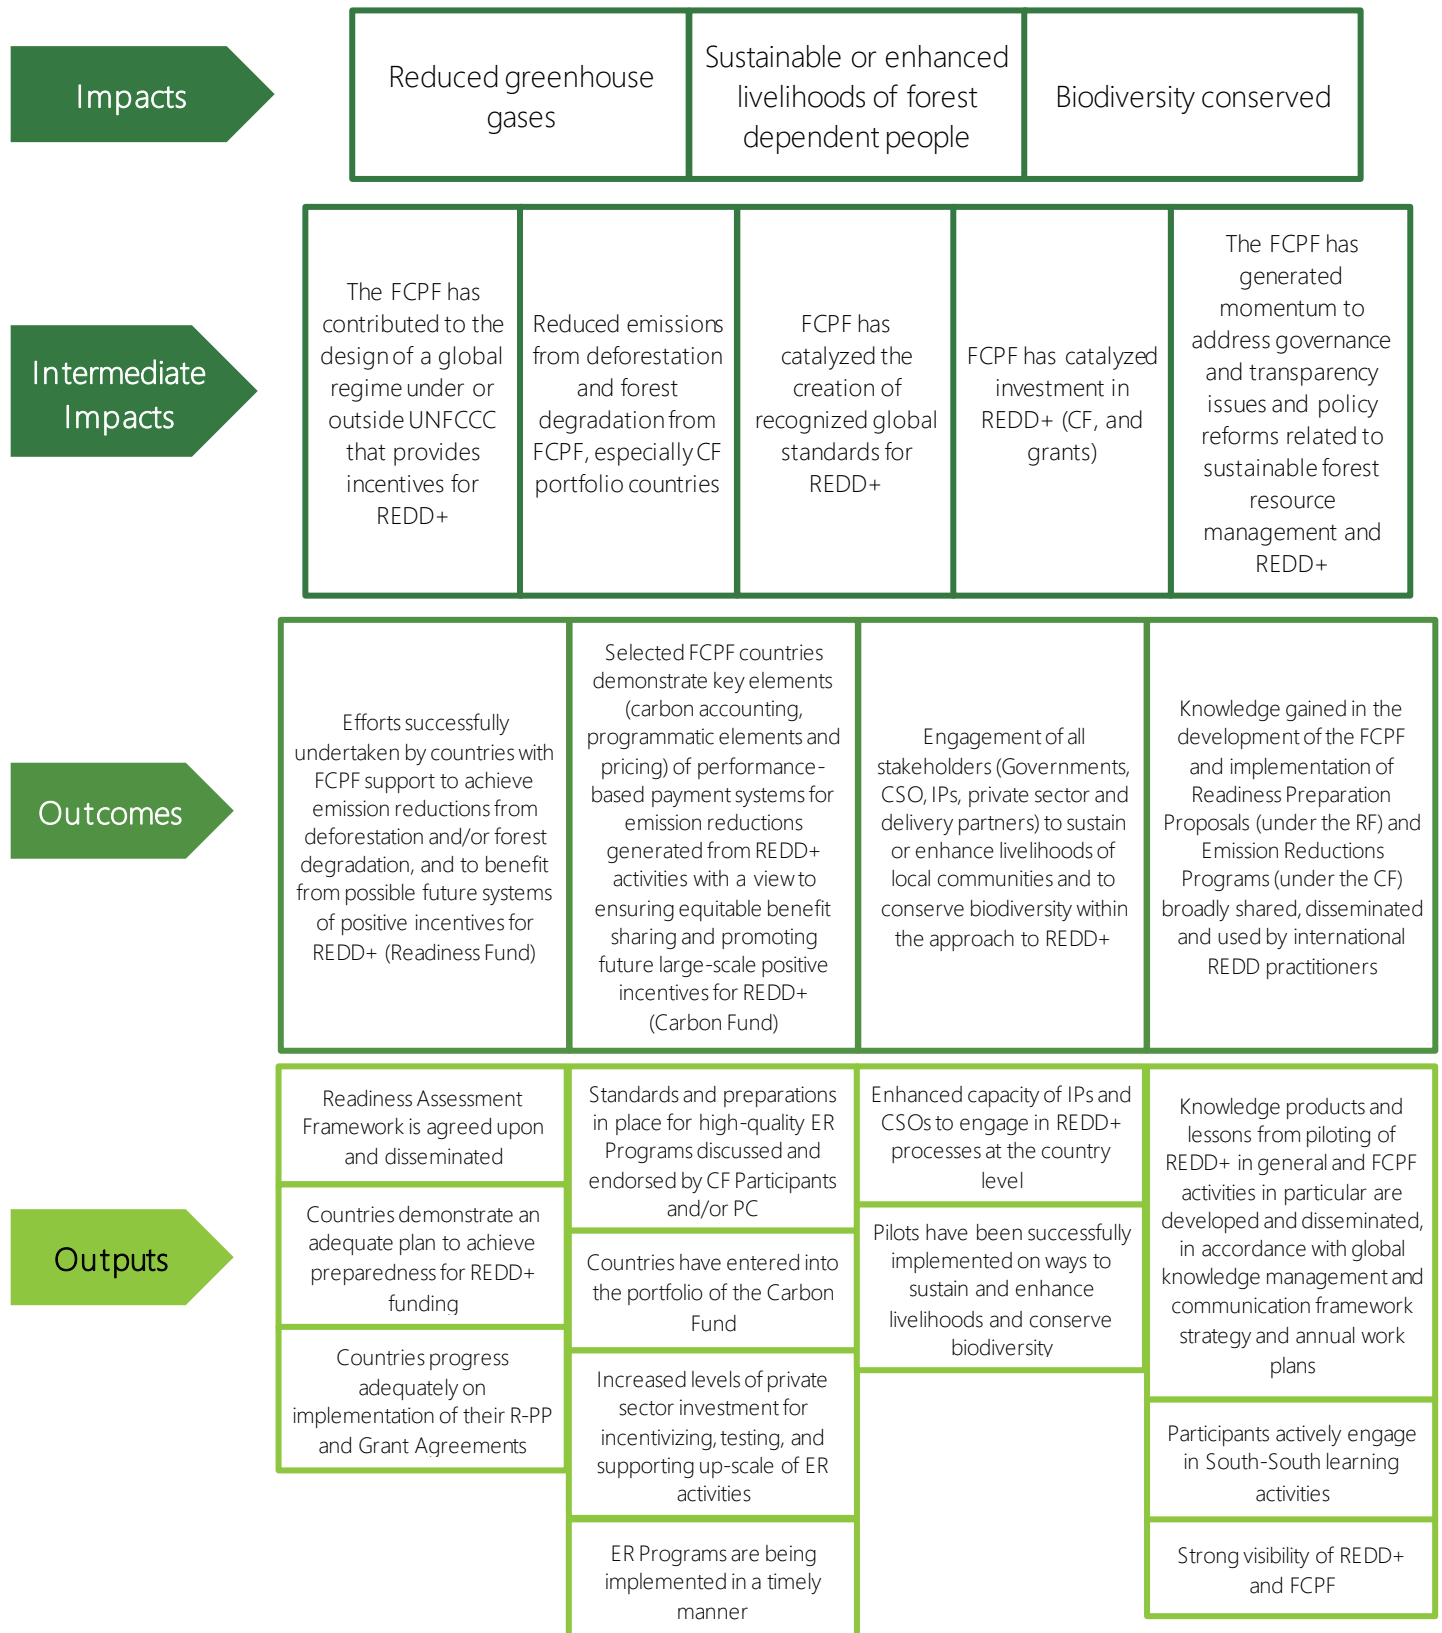 Impacts
Reduced greenhouse
gases
Sustainable or enhanced
livelihoods of forest
dependent people
Biodiversity conserved
Intermediate
Impacts
The FCPF has
contributed to the
design of a global
regime under or
outside UNFCCC
that provides
incentives for
REDD+
Reduced emissions
from deforestation
and forest
degradation from
FCPF, especially CF
portfolio countries
FCPF has
catalyzed the
creation of
recognized global
standards for
REDD+
FCPF has catalyzed
investment in
REDD+ (CF, and
grants)
The FCPF has
generated
momentum to
address governance
and transparency
issues and policy
reforms related to
sustainable forest
resource
management and
REDD+
Outcomes
Efforts successfully
undertaken by countries with
FCPF support to achieve
emission reductions from
deforestation and/or forest
degradation, and to benefit
from possible future systems
of positive incentives for
REDD+ (Readiness Fund)
Selected FCPF countries
demonstrate key elements
(carbon accounting,
programmatic elements and
pricing) of performance-
based payment systems for
emission reductions
generated from REDD+
activities with a view to
ensuring equitable benefit
sharing and promoting
future large-scale positive
incentives for REDD+
(Carbon Fund)
Engagement of all
stakeholders (Governments,
CSO, IPs, private sector and
delivery partners) to sustain
or enhance livelihoods of
local communities and to
conserve biodiversity within
the approach to REDD+
Knowledge gained in the
development of the FCPF
and implementation of
Readiness Preparation
Proposals (under the RF) and
Emission Reductions
Programs (under the CF)
broadly shared, disseminated
and used by international
REDD practitioners
Outputs
Readiness Assessment
Framework is agreed upon
and disseminated
Countries demonstrate an
adequate plan to achieve
preparedness for REDD+
funding
Countries progress
adequately on
implementation of their R-PP
and Grant Agreements
Standards and preparations
in place for high-quality ER
Programs discussed and
endorsed by CF Participants
and/or PC
Countries have entered into
the portfolio of the Carbon
Fund
Increased levels of private
sector investment for
incentivizing, testing, and
supporting up-scale of ER
activities
ER Programs are being
implemented in a timely
manner
Enhanced capacity of IPs and
CSOs to engage in REDD+
processes at the country
level
Pilots have been successfully
implemented on ways to
sustain and enhance
livelihoods and conserve
biodiversity
Knowledge products and
lessons from piloting of
REDD+ in general and FCPF
activities in particular are
developed and disseminated,
in accordance with global
knowledge management and
communication framework
strategy and annual work
plans
Participants actively engage
in South-South learning
activities
Strong visibility of REDD+
and FCPF